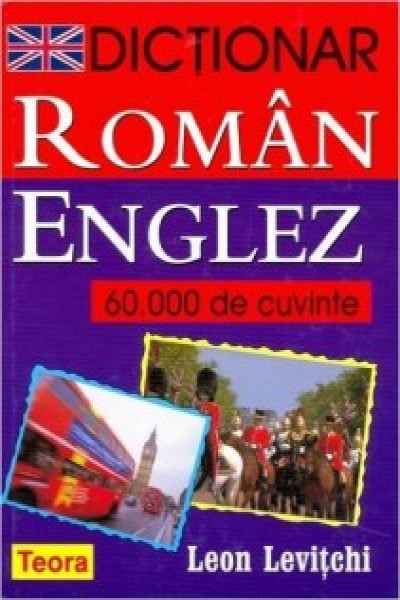 DICȚIONAR
ROMÂN
ENGLEZ
60.000 de cuvinte
Teora
Leon Levițchi